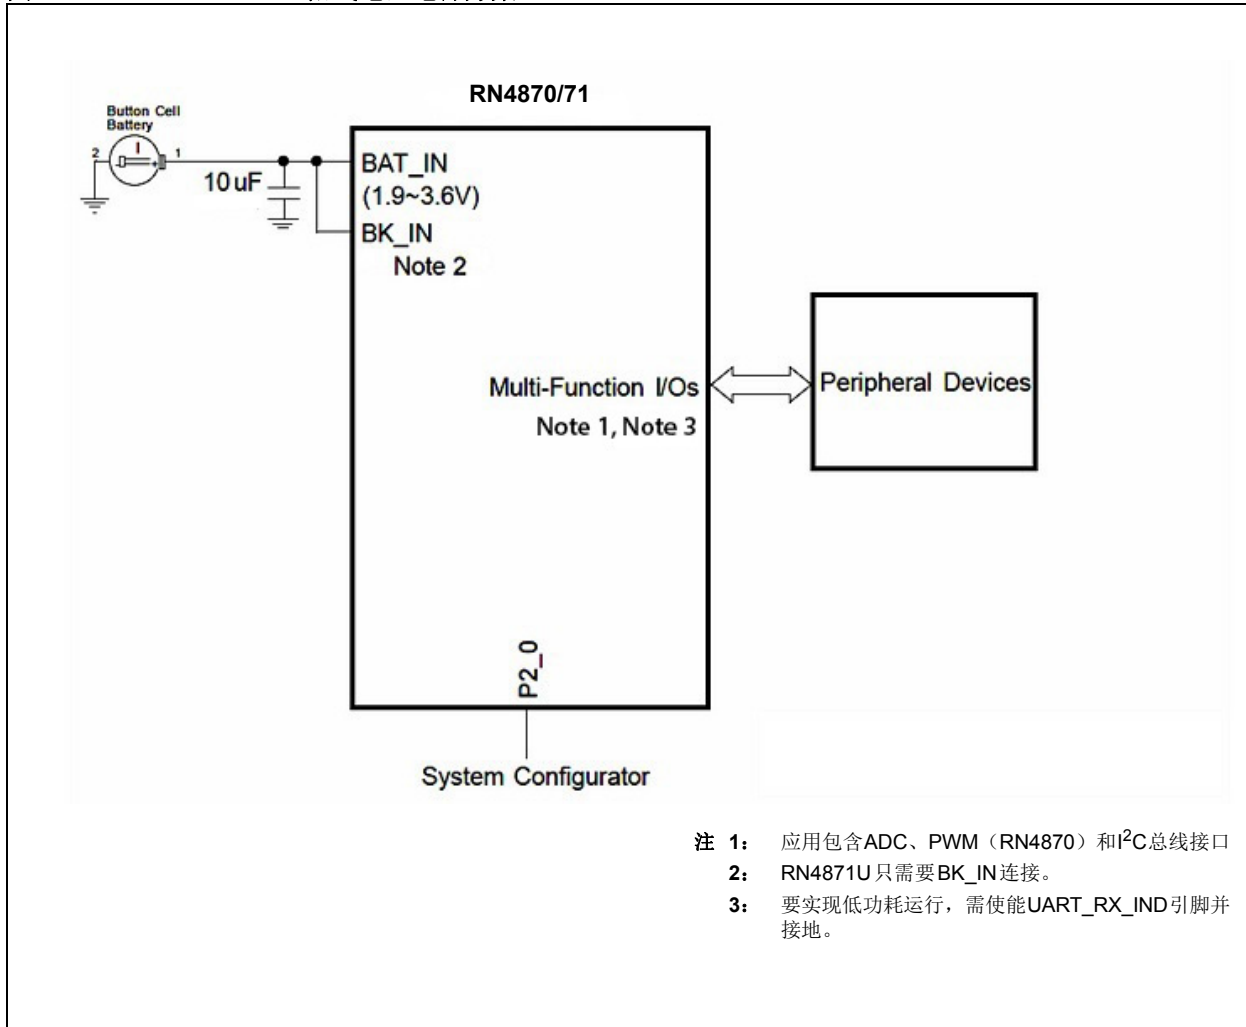 RN4870/71
Button Cell
Battery
2
1
10 uF
BAT_IN
(1.9~3.6V)
BK_IN
Note 2
Multi-Function I/Os
Note 1, Note 3
Peripheral Devices
P2_0
System Configurator
注 1： 应用包含ADC、PWM（RN4870）和I²C总线接口
2： RN4871U只需要BK_IN连接。
3： 要实现低功耗运行，需使能UART_RX_IND引脚并
接地。